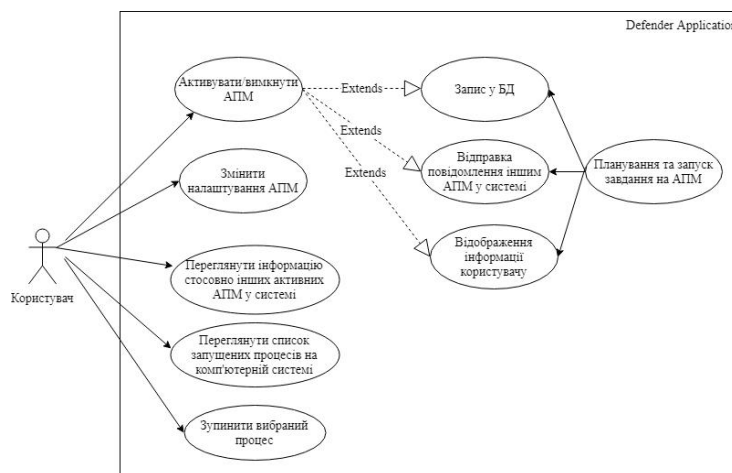 Defender Application
Активувати/вимкнути
АПМ
Extends
Запис у БД
Extends
Змінити
налаштування АПМ
Відправка
повідомлення іншим
АПМ у системі
Планування та запуск
завдання на АПМ
Extends
Відображення
інформації
користувачу
Користувач
Переглянути інформацію
стосовно інших активних
АПМ у системі
Переглянути список
запущених процесів на
комп'ютерній системі
Зупинити вибраний
процес